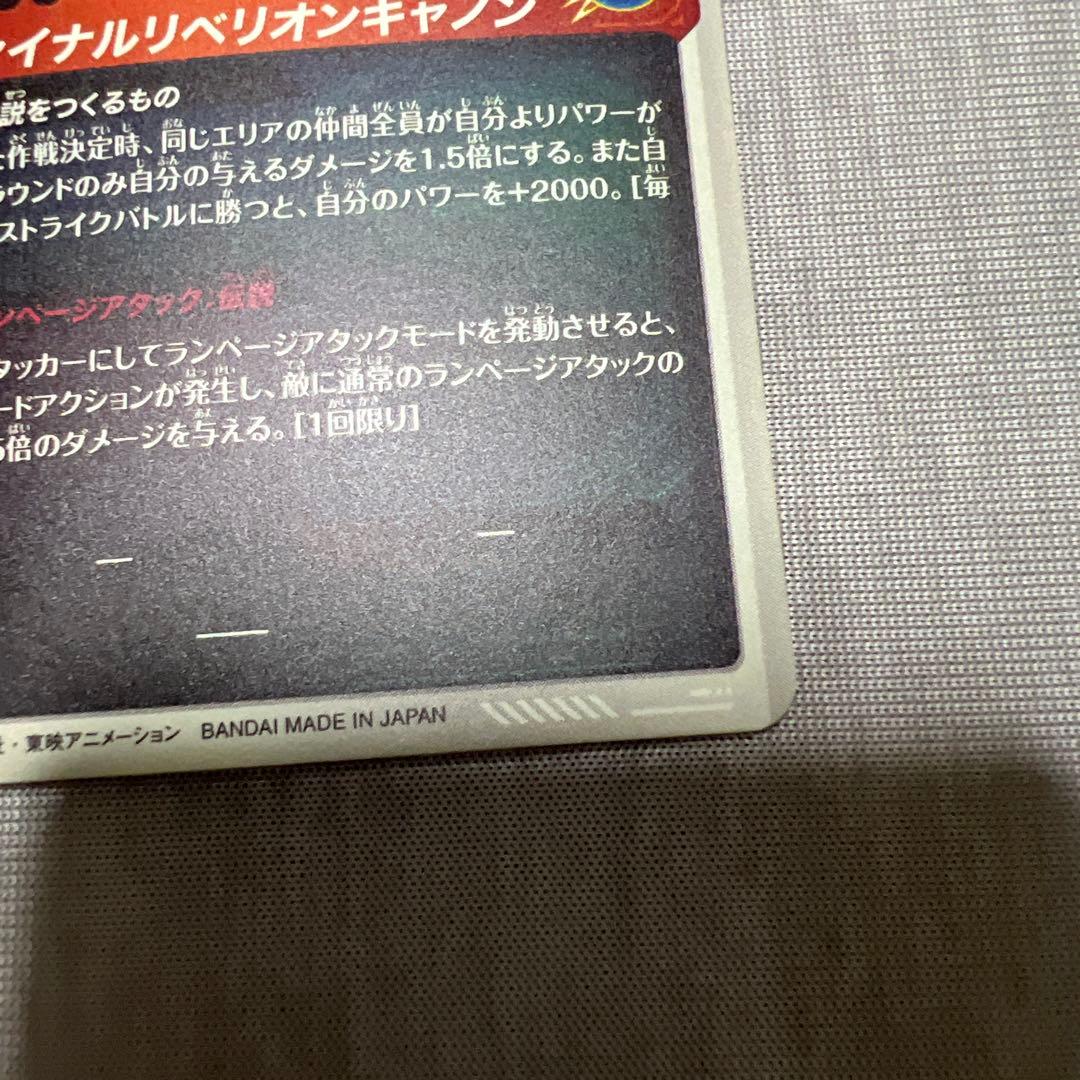 イナルリベリオンキャノン
説をつくるもの
作戦決定時、同じエリアの仲間全員が自分よりパワーが
ラウンドのみ自分の与えるダメージを1.5倍にする。また自
ストライクバトルに勝つと、自分のパワーを+2000。[毎
ンページアタック・伝説
タッカーにしてランページアタックモードを発動させると、
ードアクションが発生し、敵に通常のランページアタックの
5倍のダメージを与える。[1回限り]
・東映アニメーション BANDAI MADE IN JAPAN